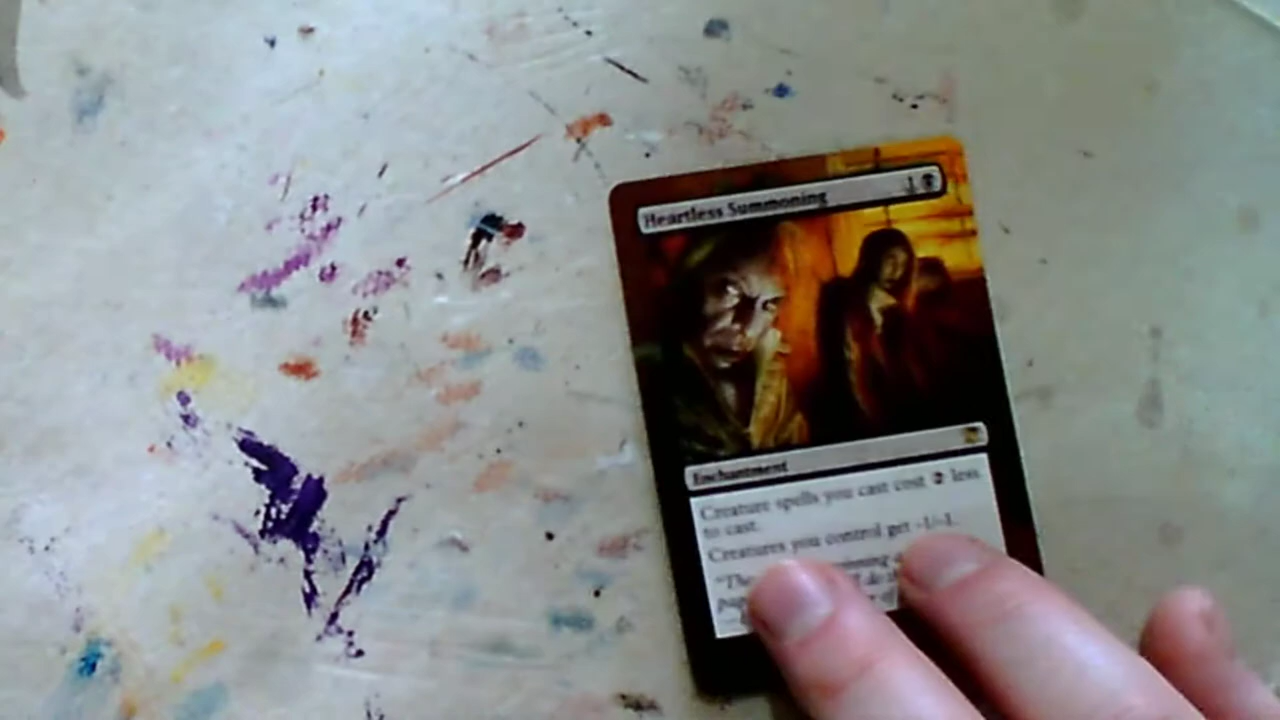 Heartless Summoning 1
Enchantment
Creature spells you cast cost 2 less
to cast.
Creatures you control get -1/-1.
"The